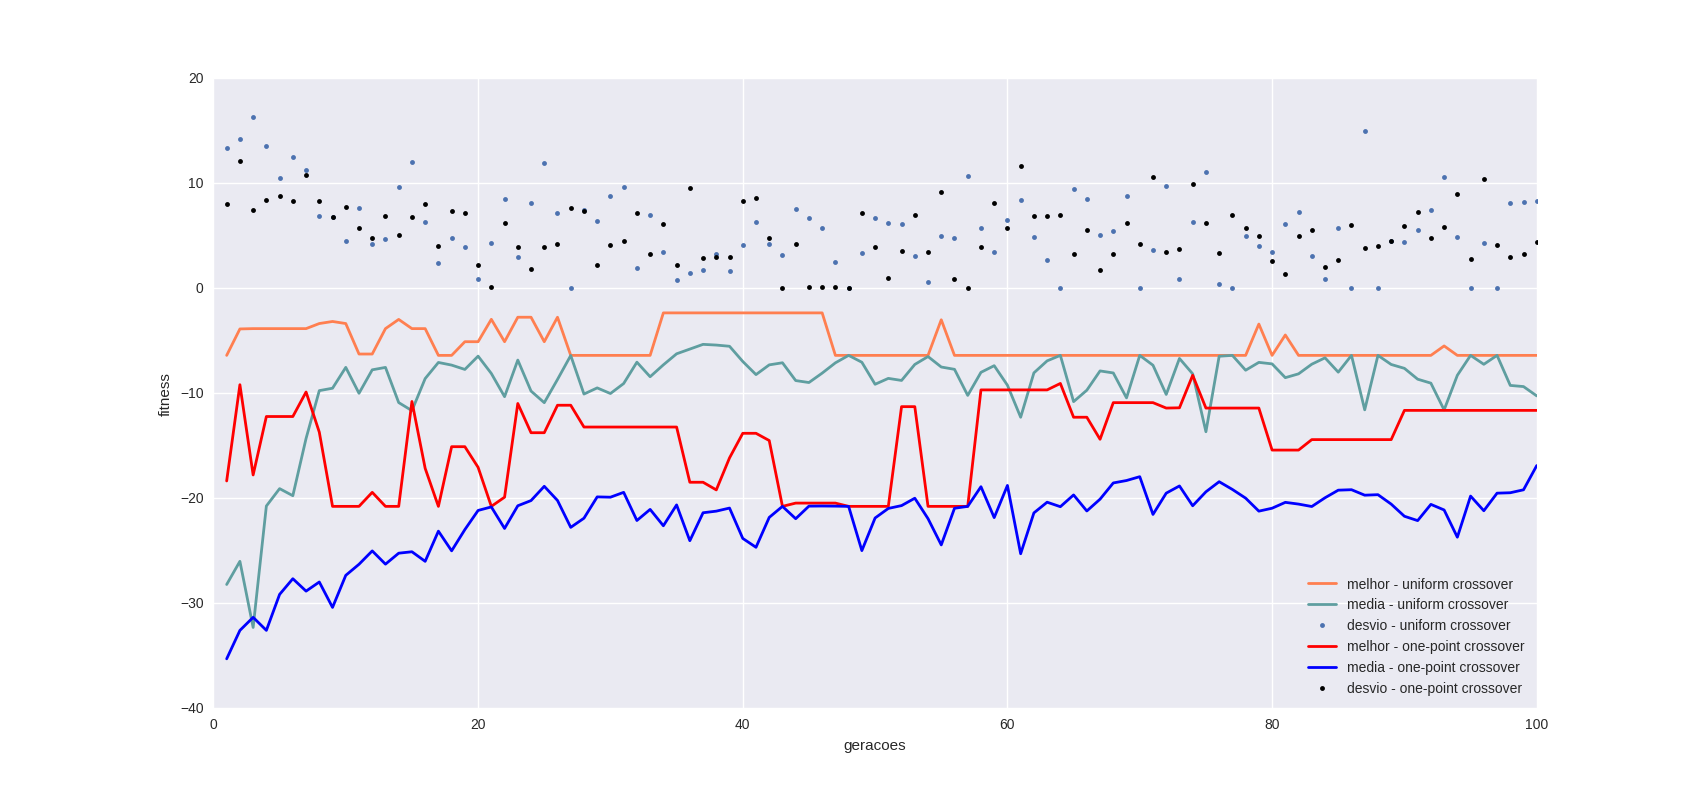 20
10
0
−10
−20
−30
−40
fitness
0 20 40 60 80 100
geracoes
melhor - uniform crossover
media - uniform crossover
desvio - uniform crossover
melhor - one-point crossover
media - one-point crossover
desvio - one-point crossover